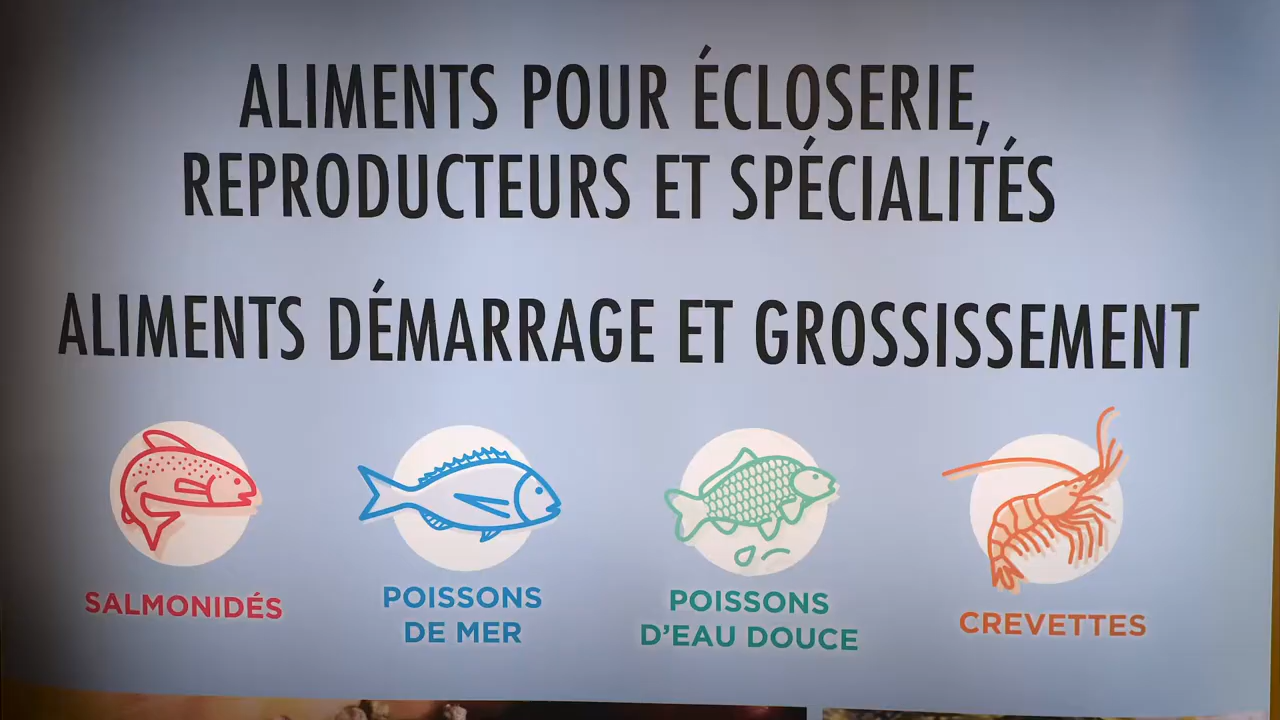 ALIMENTS POUR ÉCLOSERIE,
REPRODUCTEURS ET SPÉCIALITÉS
ALIMENTS DÉMARRAGE ET GROSSISSEMENT
SALMONIDÉS
POISSONS
DE MER
POISSONS
D'EAU DOUCE
CREVETTES